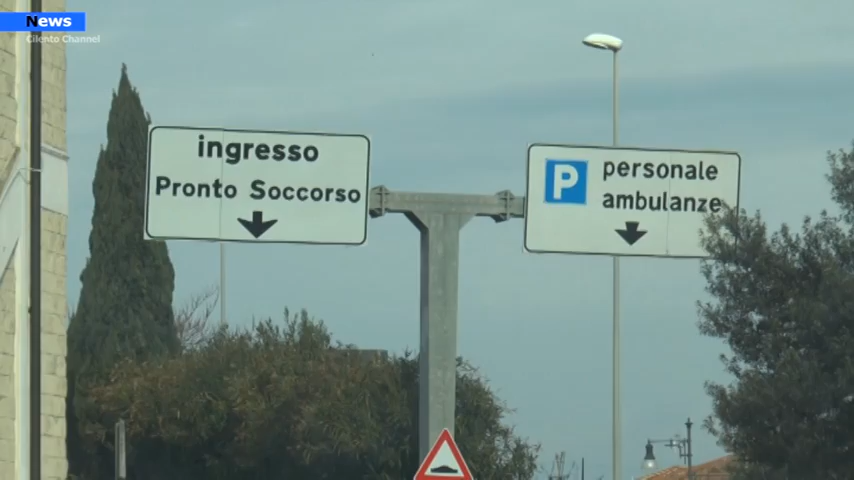 News
Cilento Channel
ingresso
Pronto Soccorso
P personale
ambulanze